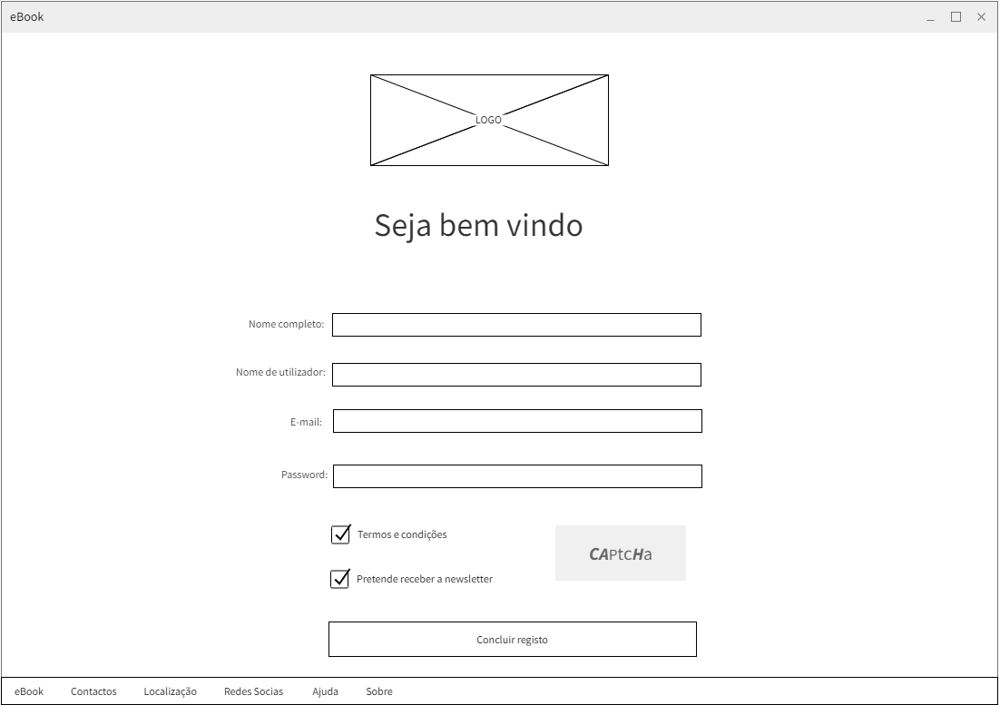 eBook
LOGO
Seja bem vindo
Nome completo:
Nome de utilizador:
E-mail:
Password:
Termos e condições
CAPtcHa
Pretende receber a newsletter
Concluir registo
eBook Contactos Localização Redes Socias Ajuda Sobre